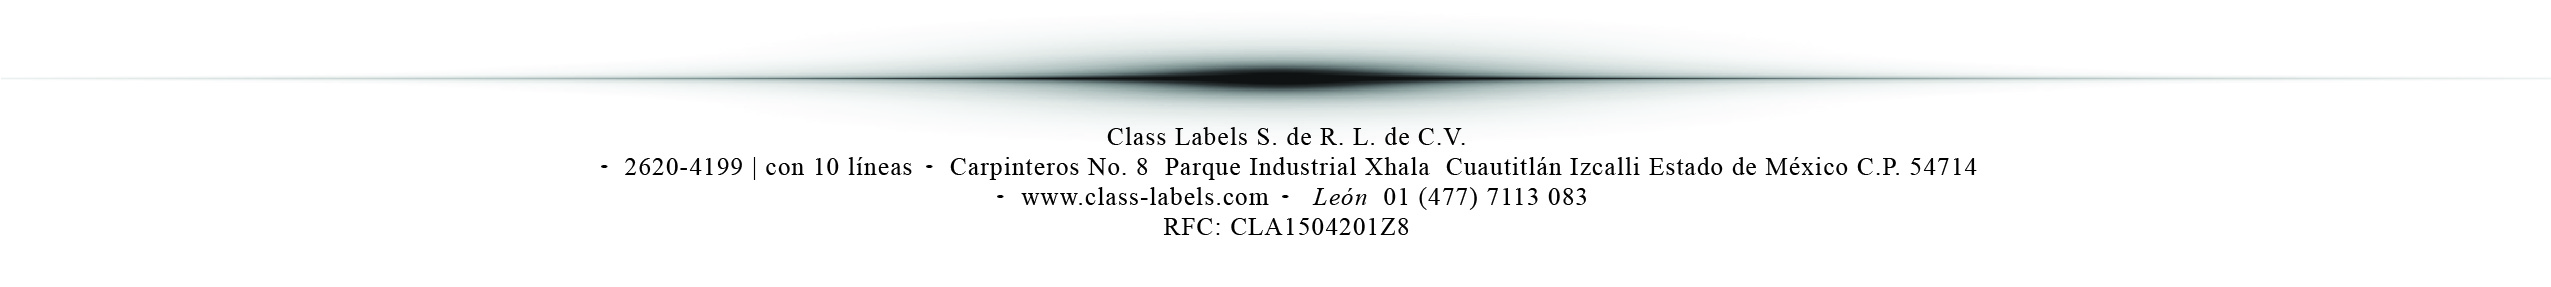 Class Labels S. de R. L. de C.V.
- 2620-4199 | con 10 líneas - Carpinteros No. 8 Parque Industrial Xhala Cuautitlán Izcalli Estado de México C.P. 54714
- www.class-labels.com - León 01 (477) 7113 083
RFC: CLA1504201Z8